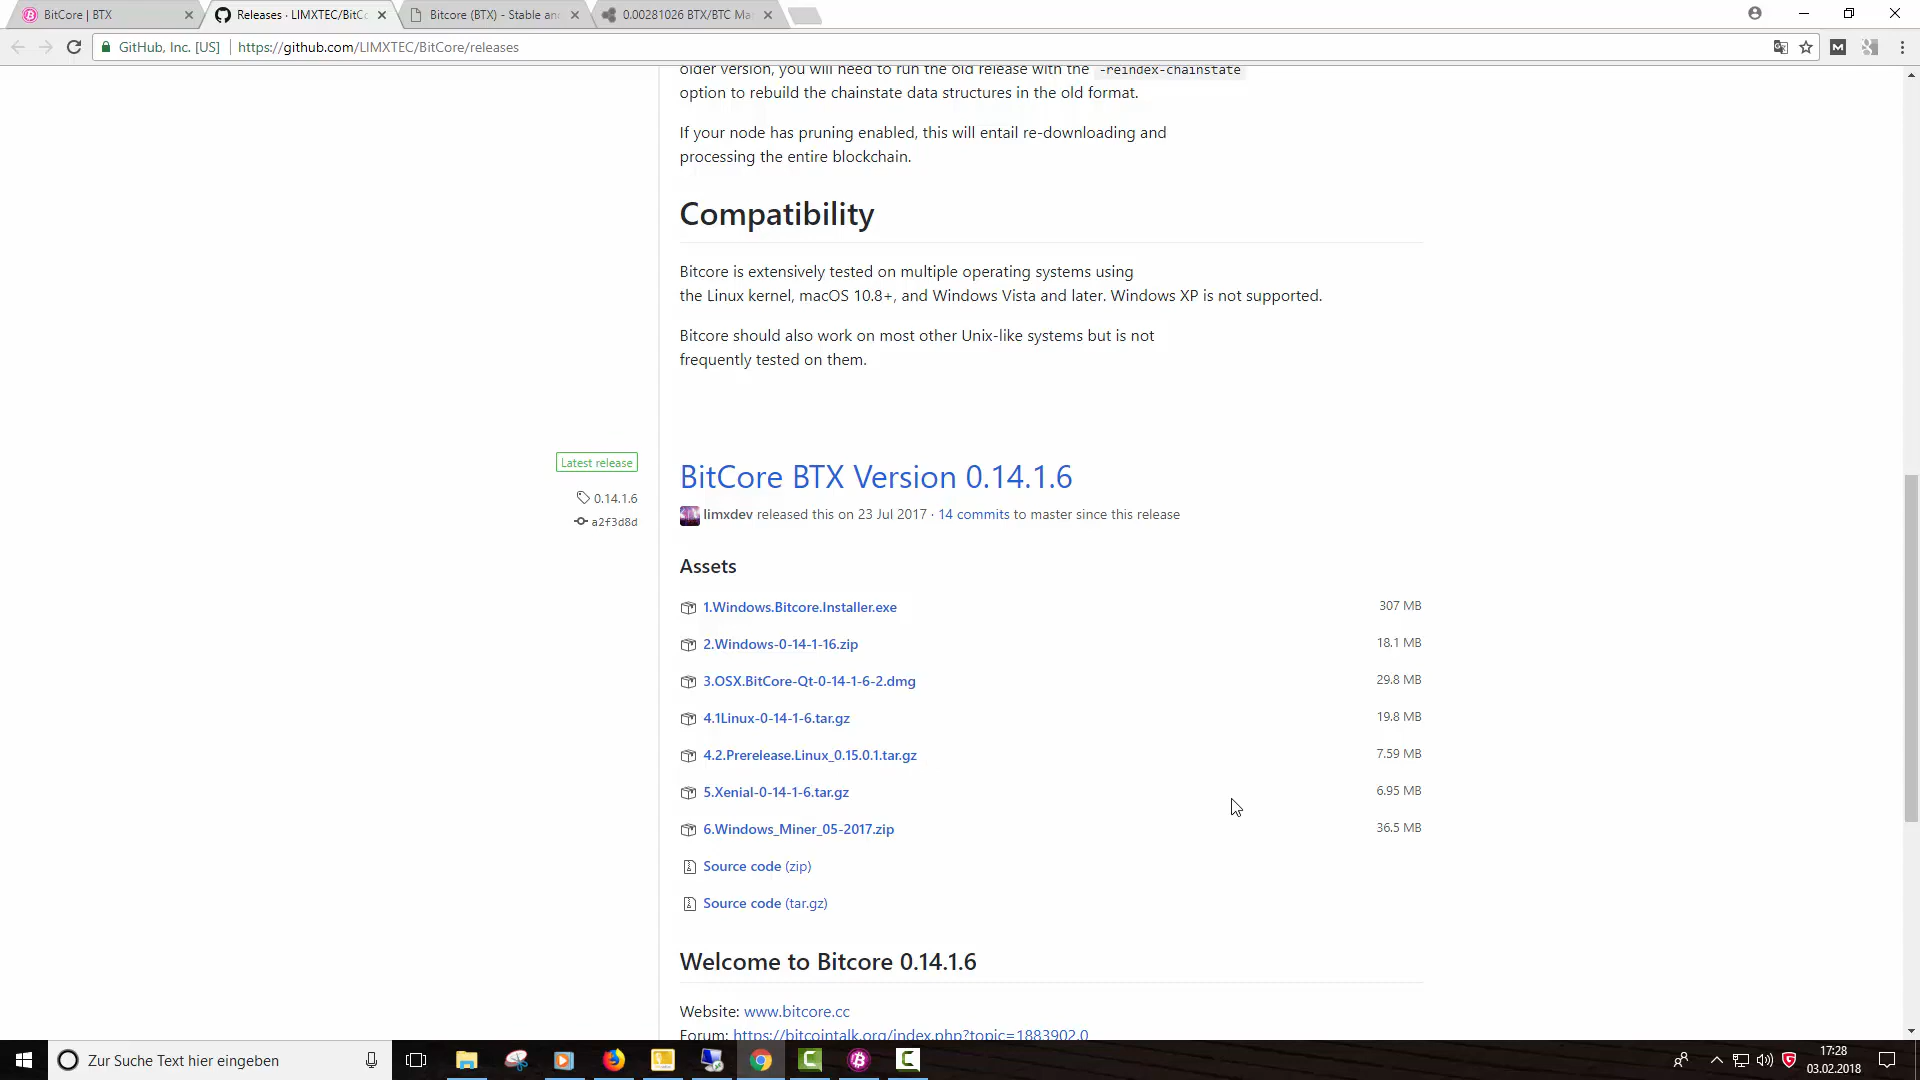 BitCore | BTX
Releases · LIMXTEC/BitC
Bitcore (BTX) - Stable an
0.00281026 BTX/BTC Ma
GitHub, Inc. [US]
https://github.com/LIMXTEC/BitCore/releases
older version, you will need to run the old release with the -reindex-chainstate
option to rebuild the chainstate data structures in the old format.
If your node has pruning enabled, this will entail re-downloading and
processing the entire blockchain.
Compatibility
Bitcore is extensively tested on multiple operating systems using
the Linux kernel, macOS 10.8+, and Windows Vista and later. Windows XP is not supported.
Bitcore should also work on most other Unix-like systems but is not
frequently tested on them.
Latest release
0.14.1.6
a2f3d8d
BitCore BTX Version 0.14.1.6
limxdev released this on 23 Jul 2017 · 14 commits to master since this release
Assets
1.Windows.Bitcore.Installer.exe 307 MB
2.Windows-0-14-1-16.zip 18.1 MB
3.OSX.BitCore-Qt-0-14-1-6-2.dmg 29.8 MB
4.1Linux-0-14-1-6.tar.gz 19.8 MB
4.2.Prerelease.Linux_0.15.0.1.tar.gz 7.59 MB
5.Xenial-0-14-1-6.tar.gz 6.95 MB
6.Windows_Miner_05-2017.zip 36.5 MB
Source code (zip)
Source code (tar.gz)
Welcome to Bitcore 0.14.1.6
Website: www.bitcore.cc
Forum: https://bitcointalk.org/index.php?topic=1883902.0
Zur Suche Text hier eingeben
17:28
03.02.2018